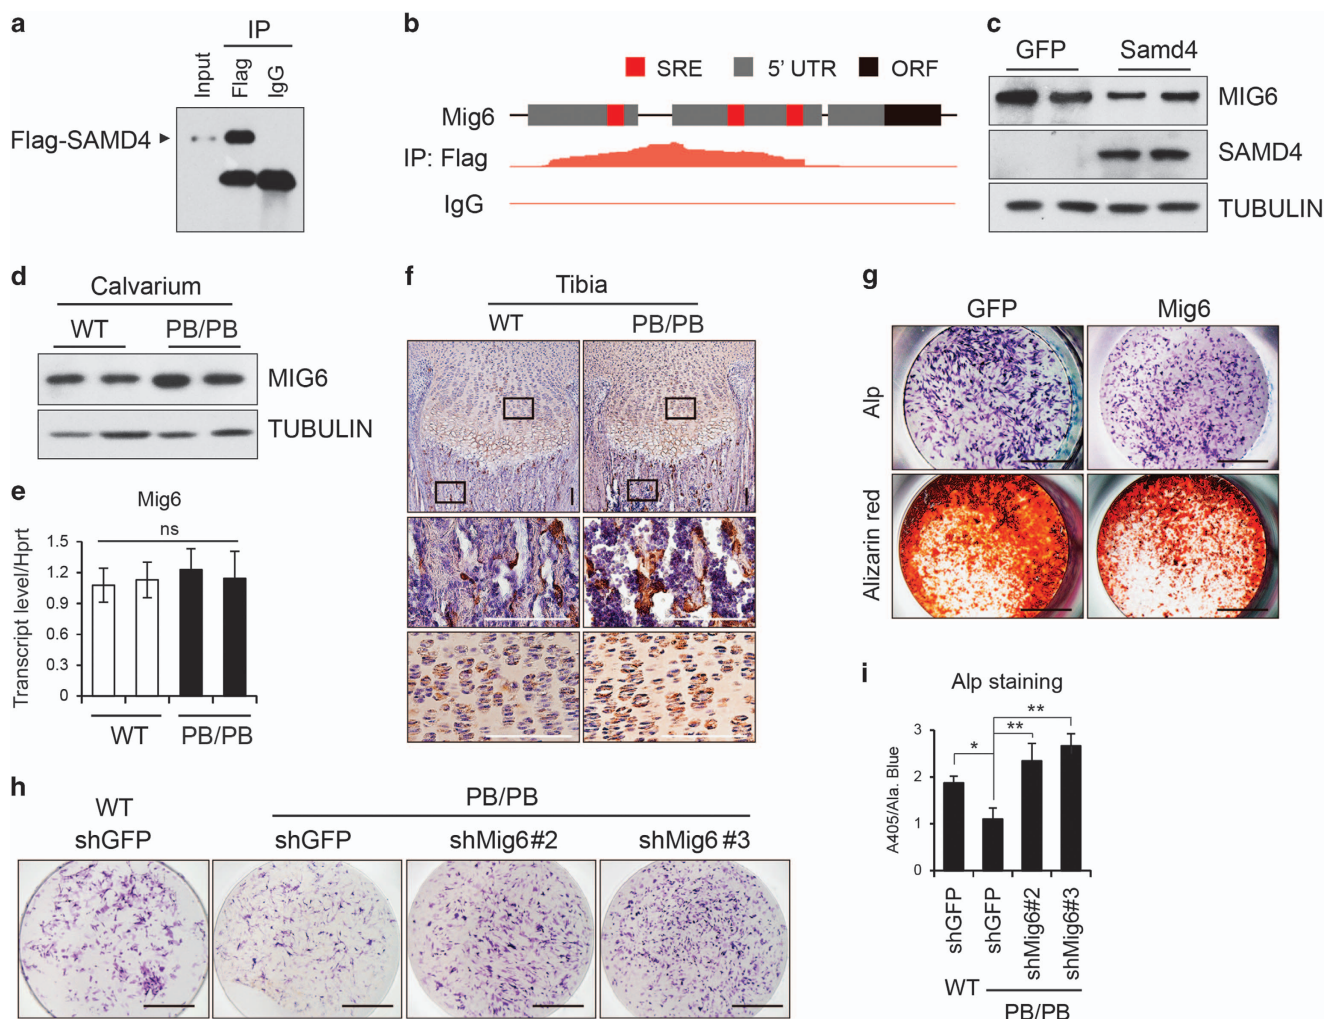 a
IP
Input
Flag
IgG
Flag-SAMD4
b
SRE
5' UTR
ORF
Mig6
IP: Flag
IgG
c
GFP
Samd4
MIG6
SAMD4
TUBULIN
d
Calvarium
WT
PB/PB
MIG6
TUBULIN
e
Mig6
ns
Transcript level/Hprt
1.5
1.2
0.9
0.6
0.3
0
WT
PB/PB
f
Tibia
WT
PB/PB
g
GFP
Mig6
Alp
Alizarin red
h
WT
shGFP
PB/PB
shGFP
shMig6#2
shMig6 #3
i
Alp staining
A405/Ala. Blue
3
2
1
0
*
**
**
shGFP
shGFP
shMig6#2
shMig6#3
WT
PB/PB